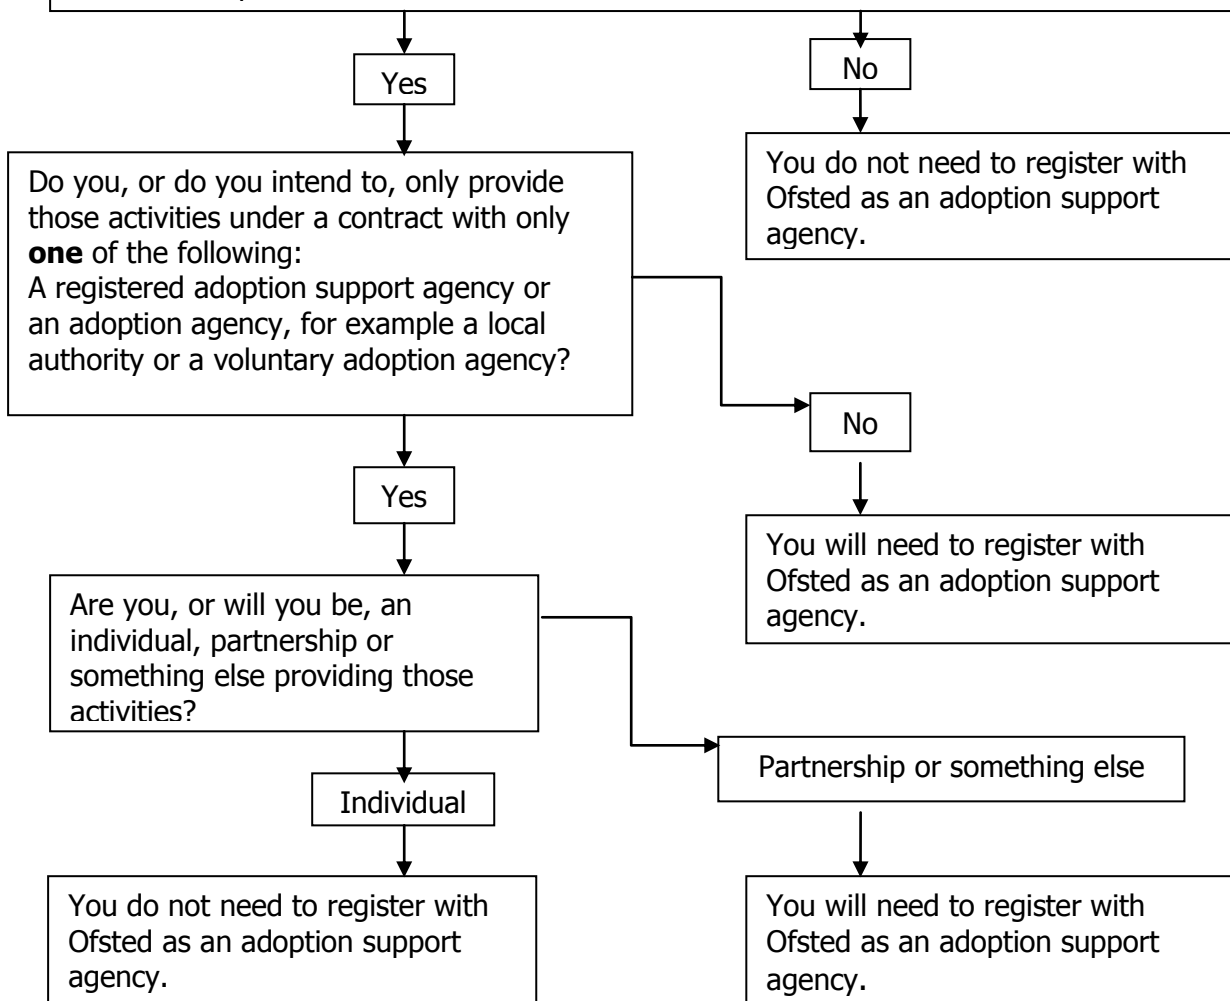 Yes
No
You do not need to register with
Ofsted as an adoption support
agency.
Do you, or do you intend to, only provide
those activities under a contract with only
one of the following:
A registered adoption support agency or
an adoption agency, for example a local
authority or a voluntary adoption agency?
No
Yes
You will need to register with
Ofsted as an adoption support
agency.
Are you, or will you be, an
individual, partnership or
something else providing those
activities?
Partnership or something else
Individual
You do not need to register with
Ofsted as an adoption support
agency.
You will need to register with
Ofsted as an adoption support
agency.